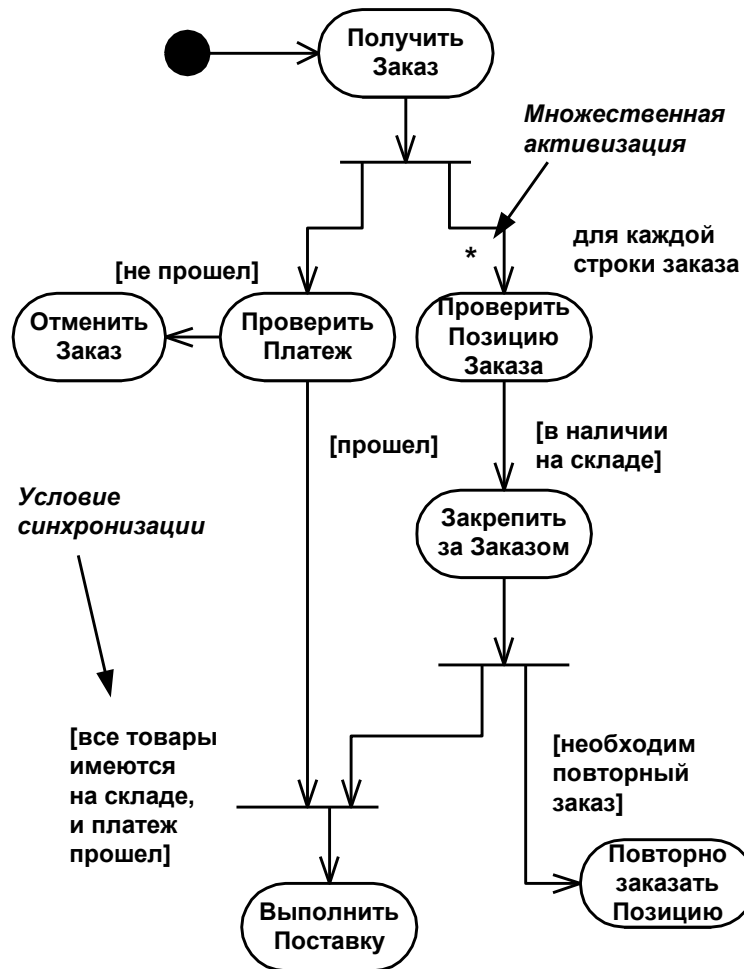 Получить
Заказ
Множественная
активизация
*
для каждой
строки заказа
[не прошел]
Отменить
Заказ
Проверить
Платеж
Проверить
Позицию
Заказа
[прошел]
[в наличии
на складе]
Условие
синхронизации
Закрепить
за Заказом
[все товары
имеются
на складе,
и платеж
прошел]
[необходим
повторный
заказ]
Повторно
заказать
Позицию
Выполнить
Поставку